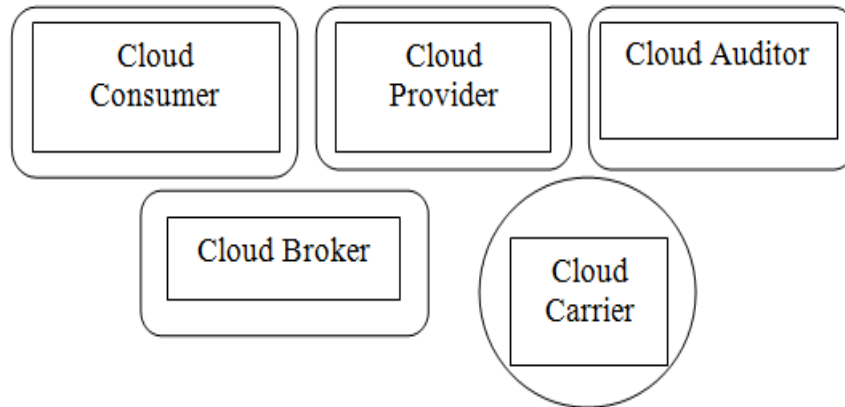 Cloud
Consumer
Cloud
Provider
Cloud Auditor
Cloud Broker
Cloud
Carrier